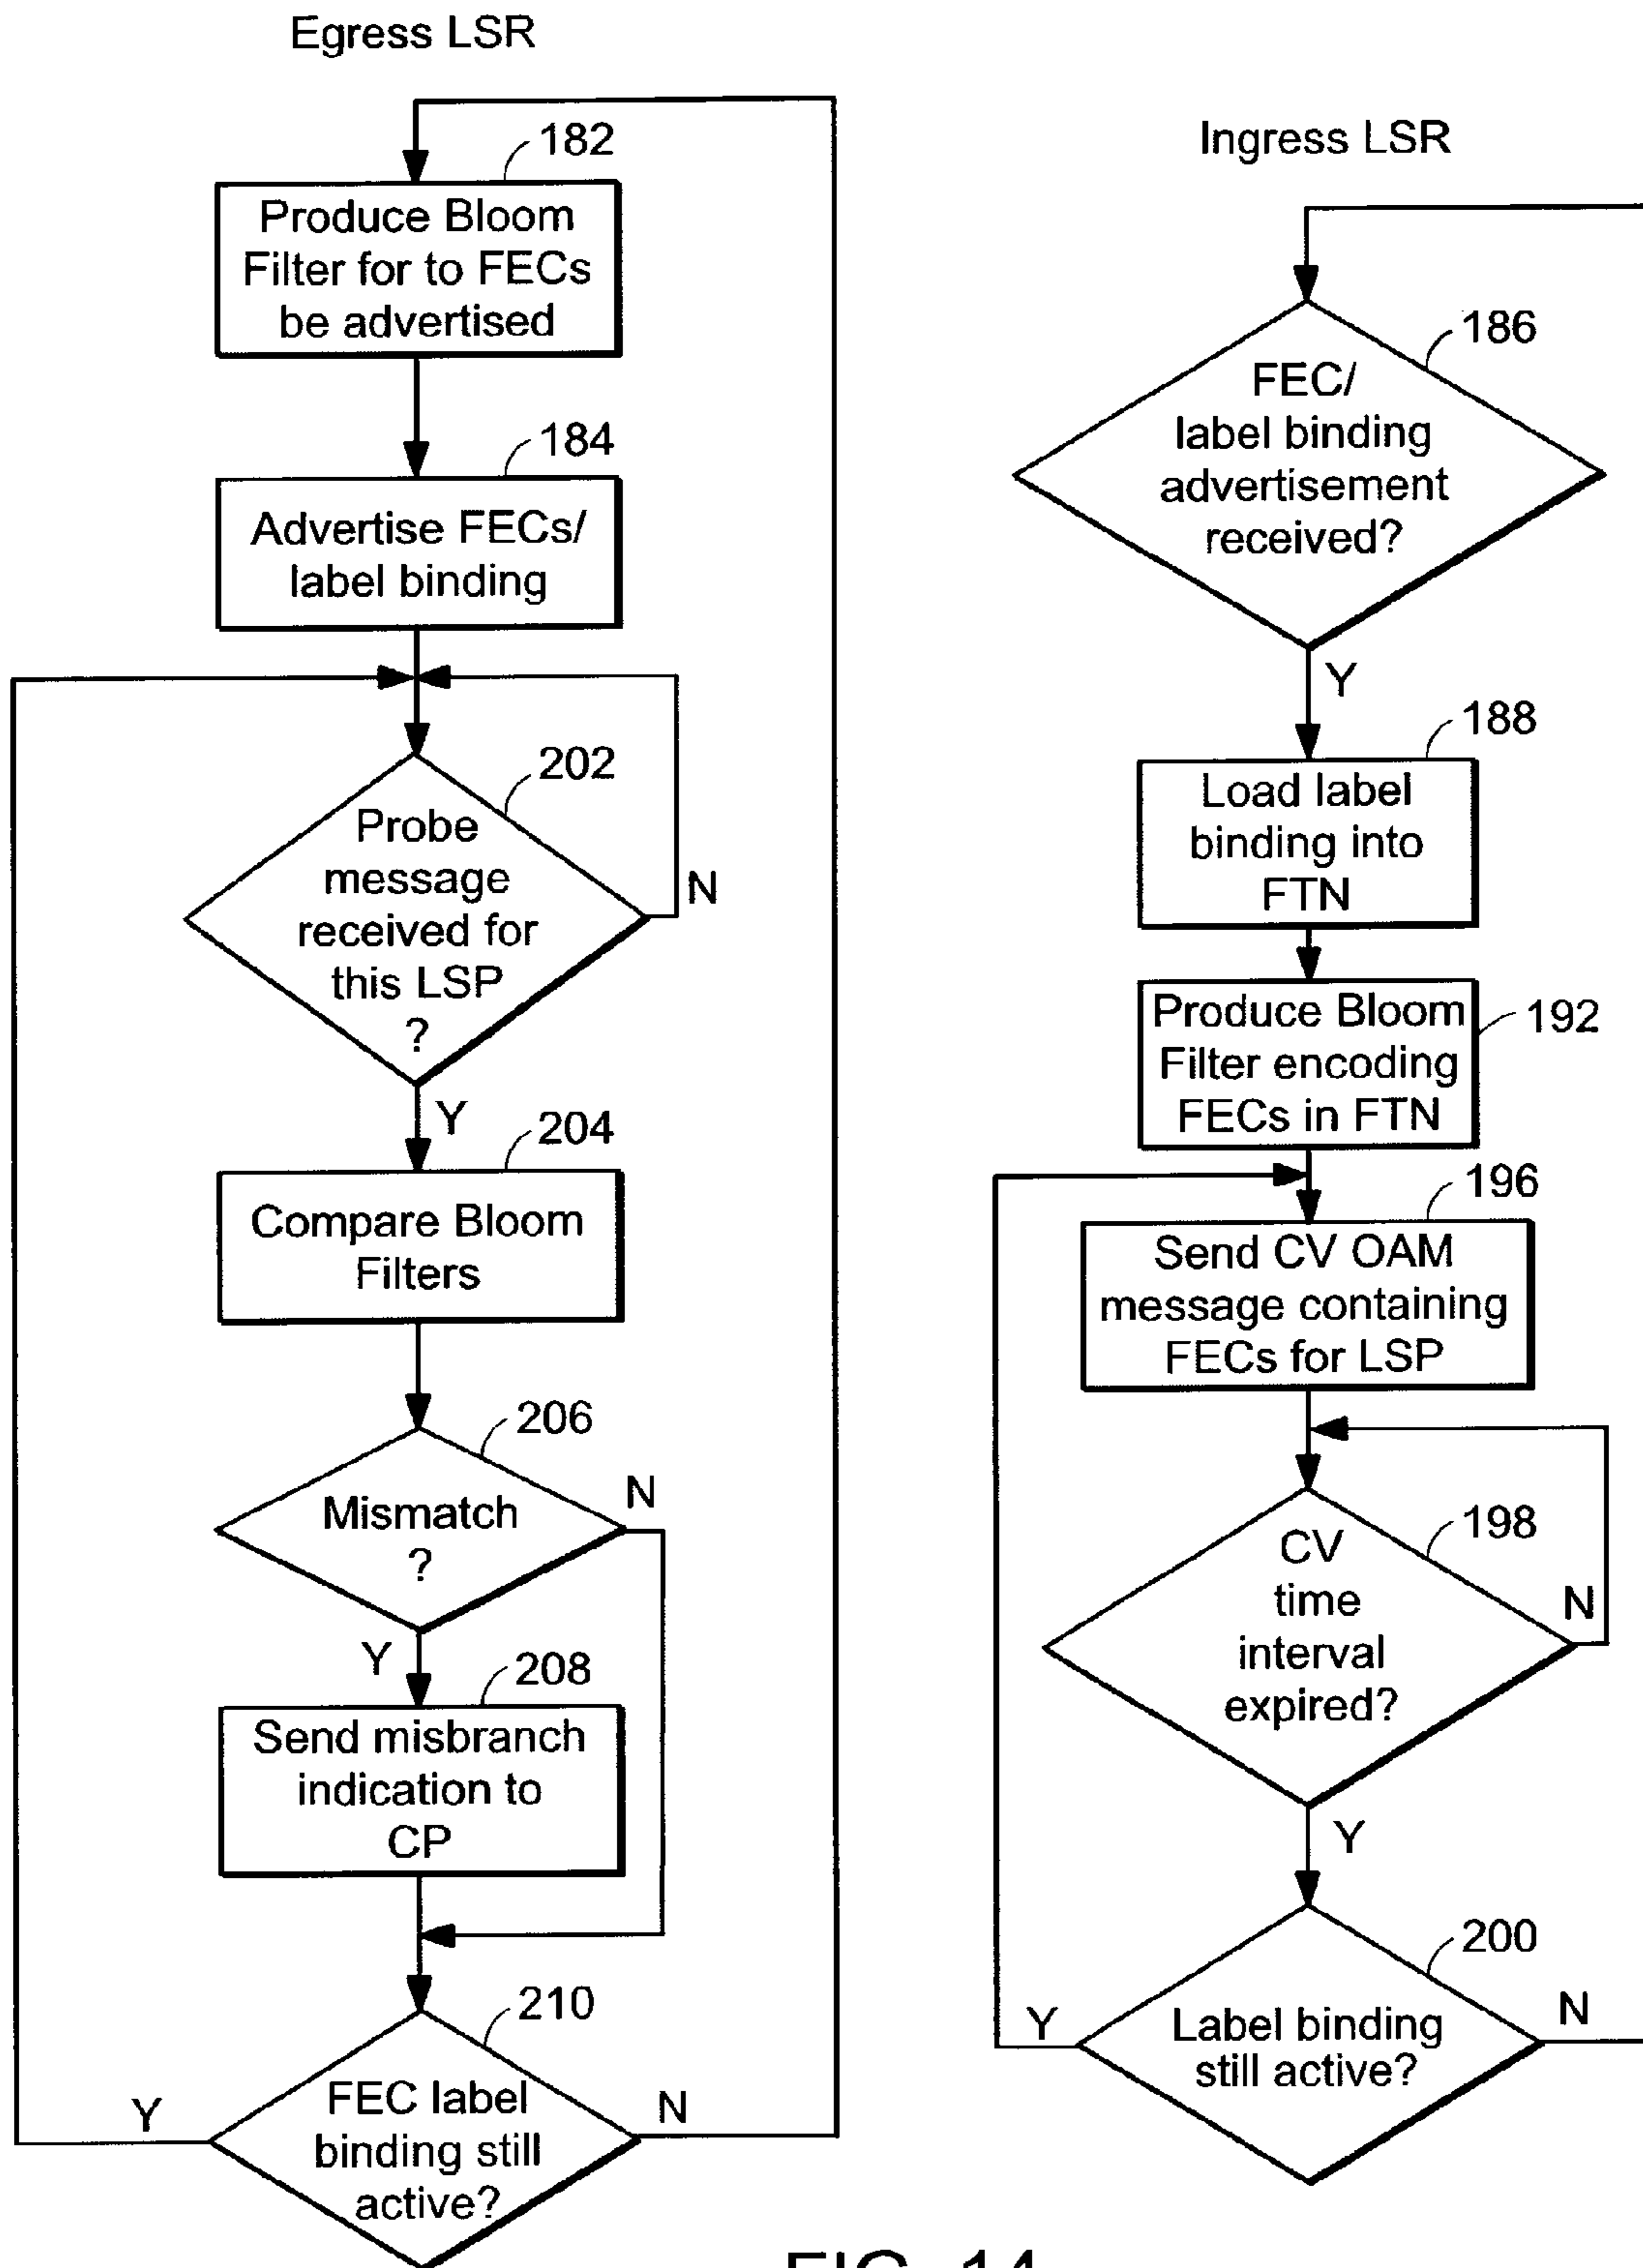 Egress LSR
182
Produce Bloom
Filter for to FECs
be advertised
184
Advertise FECs/
label binding
202
Probe
message
received for
this LSP
?
N
Y
204
Compare Bloom
Filters
206
Mismatch
?
N
Y
208
Send misbranch
indication to
CP
210
FEC label
binding still
active?
Y
N
Ingress LSR
186
FEC/
label binding
advertisement
received?
Y
188
Load label
binding into
FTN
192
Produce Bloom
Filter encoding
FECs in FTN
196
Send CV OAM
message containing
FECs for LSP
198
CV
time
interval
expired?
N
Y
200
Label binding
still active?
Y
N
FIG. 14